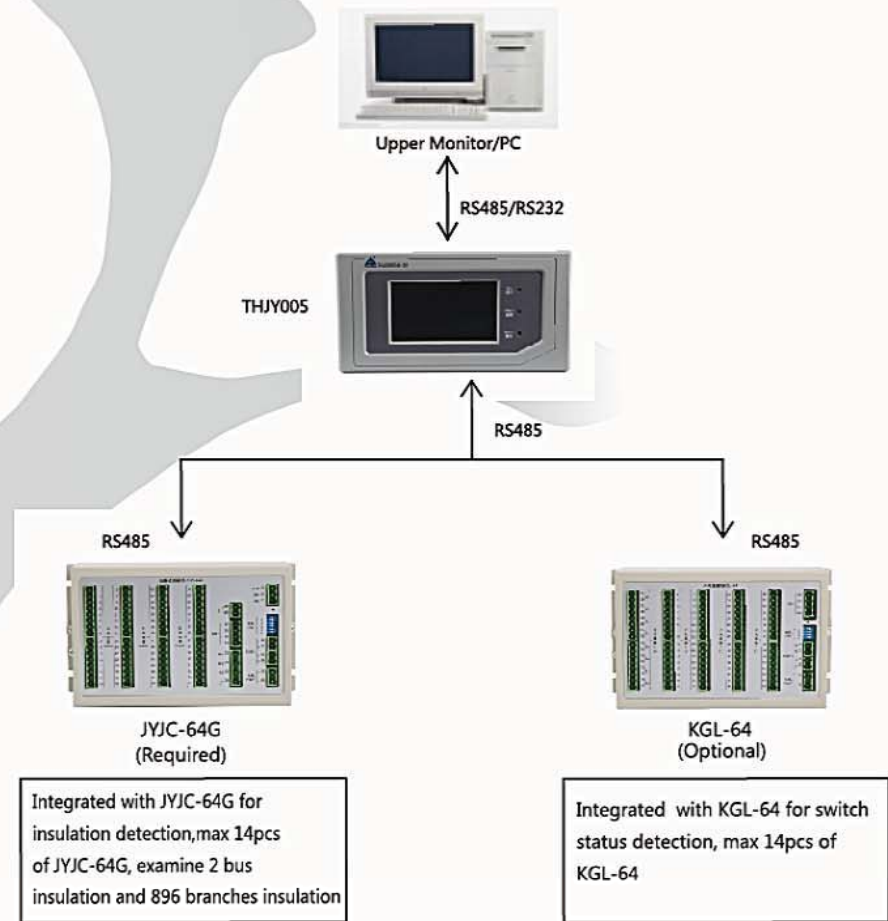 Upper Monitor/PC
RS485/RS232
THJY005
RS485
RS485
RS485
JYJC-64G
(Required)
KGL-64
(Optional)
Integrated with JYJC-64G for
insulation detection,max 14pcs
of JYJC-64G, examine 2 bus
insulation and 896 branches insulation
Integrated with KGL-64 for switch
status detection, max 14pcs of
KGL-64